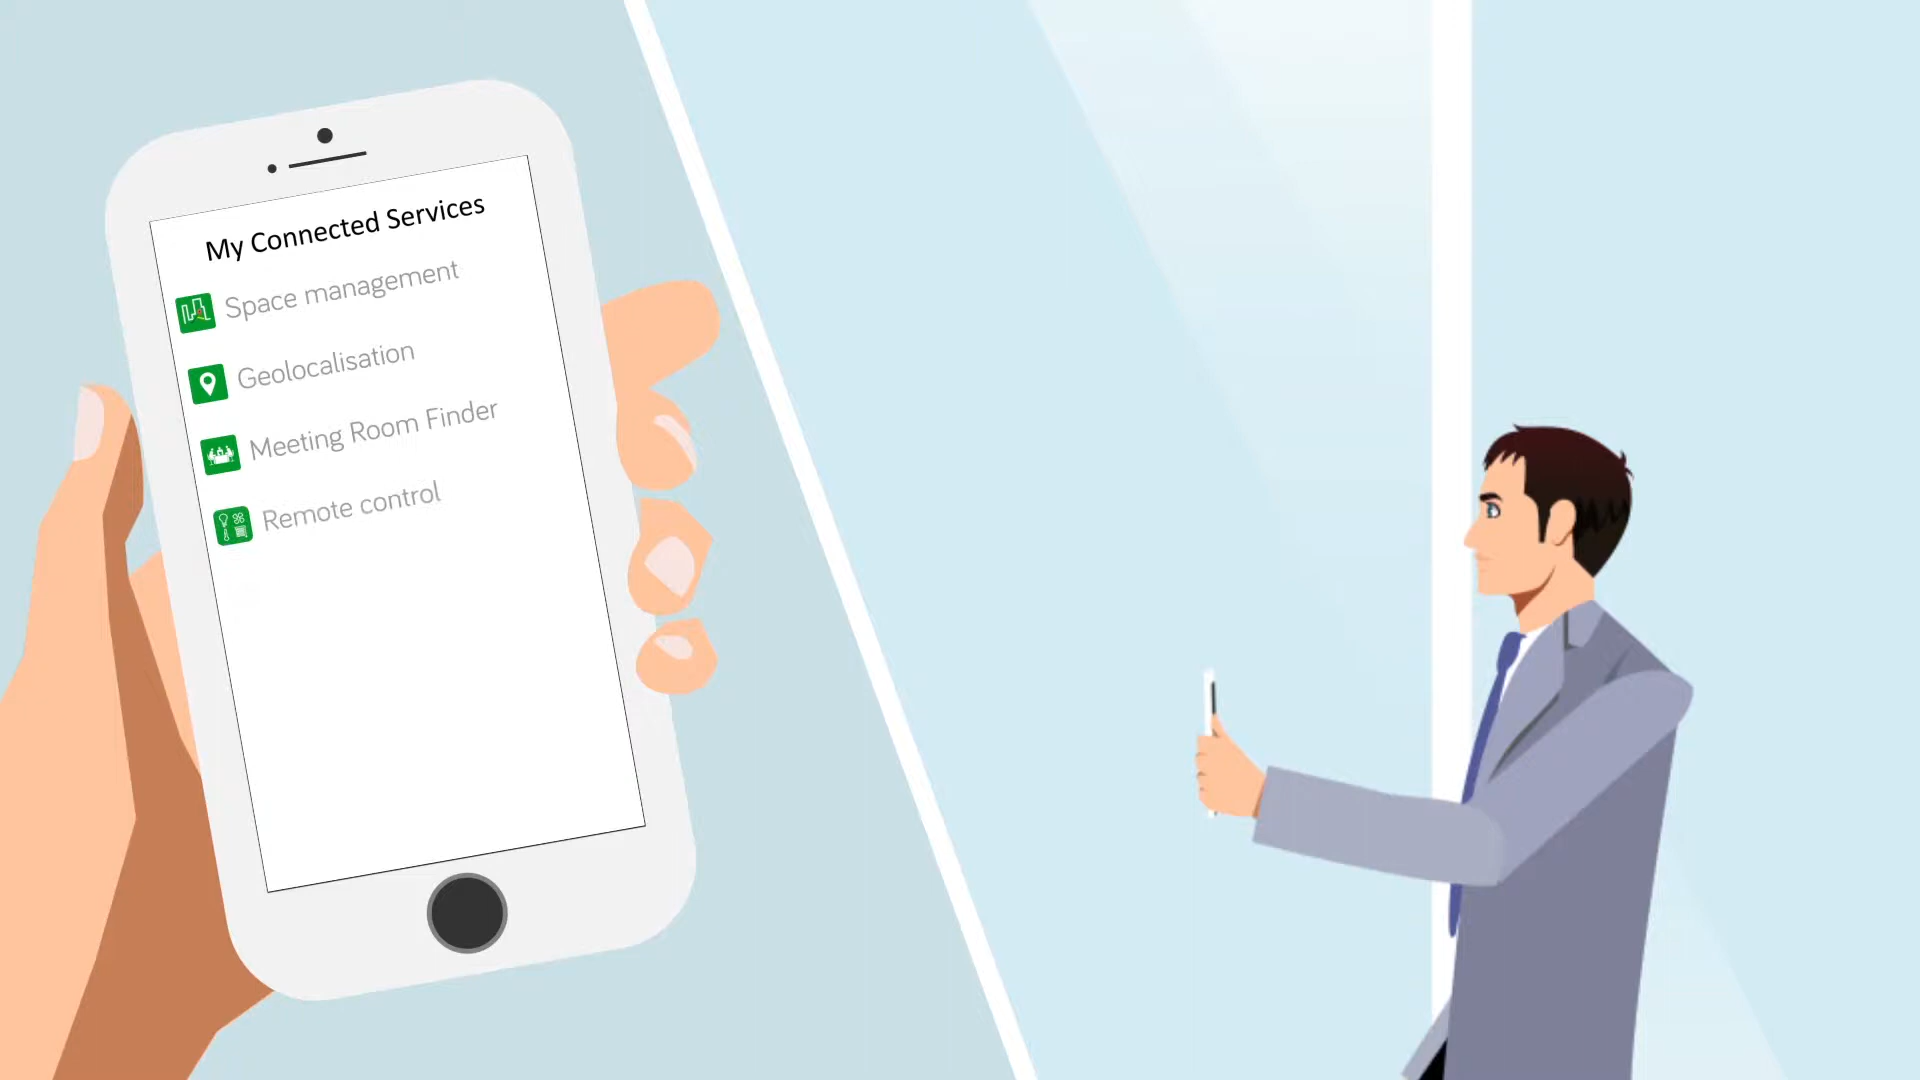 My Connected Services
Space management
Geolocalisation
Meeting Room Finder
Remote control